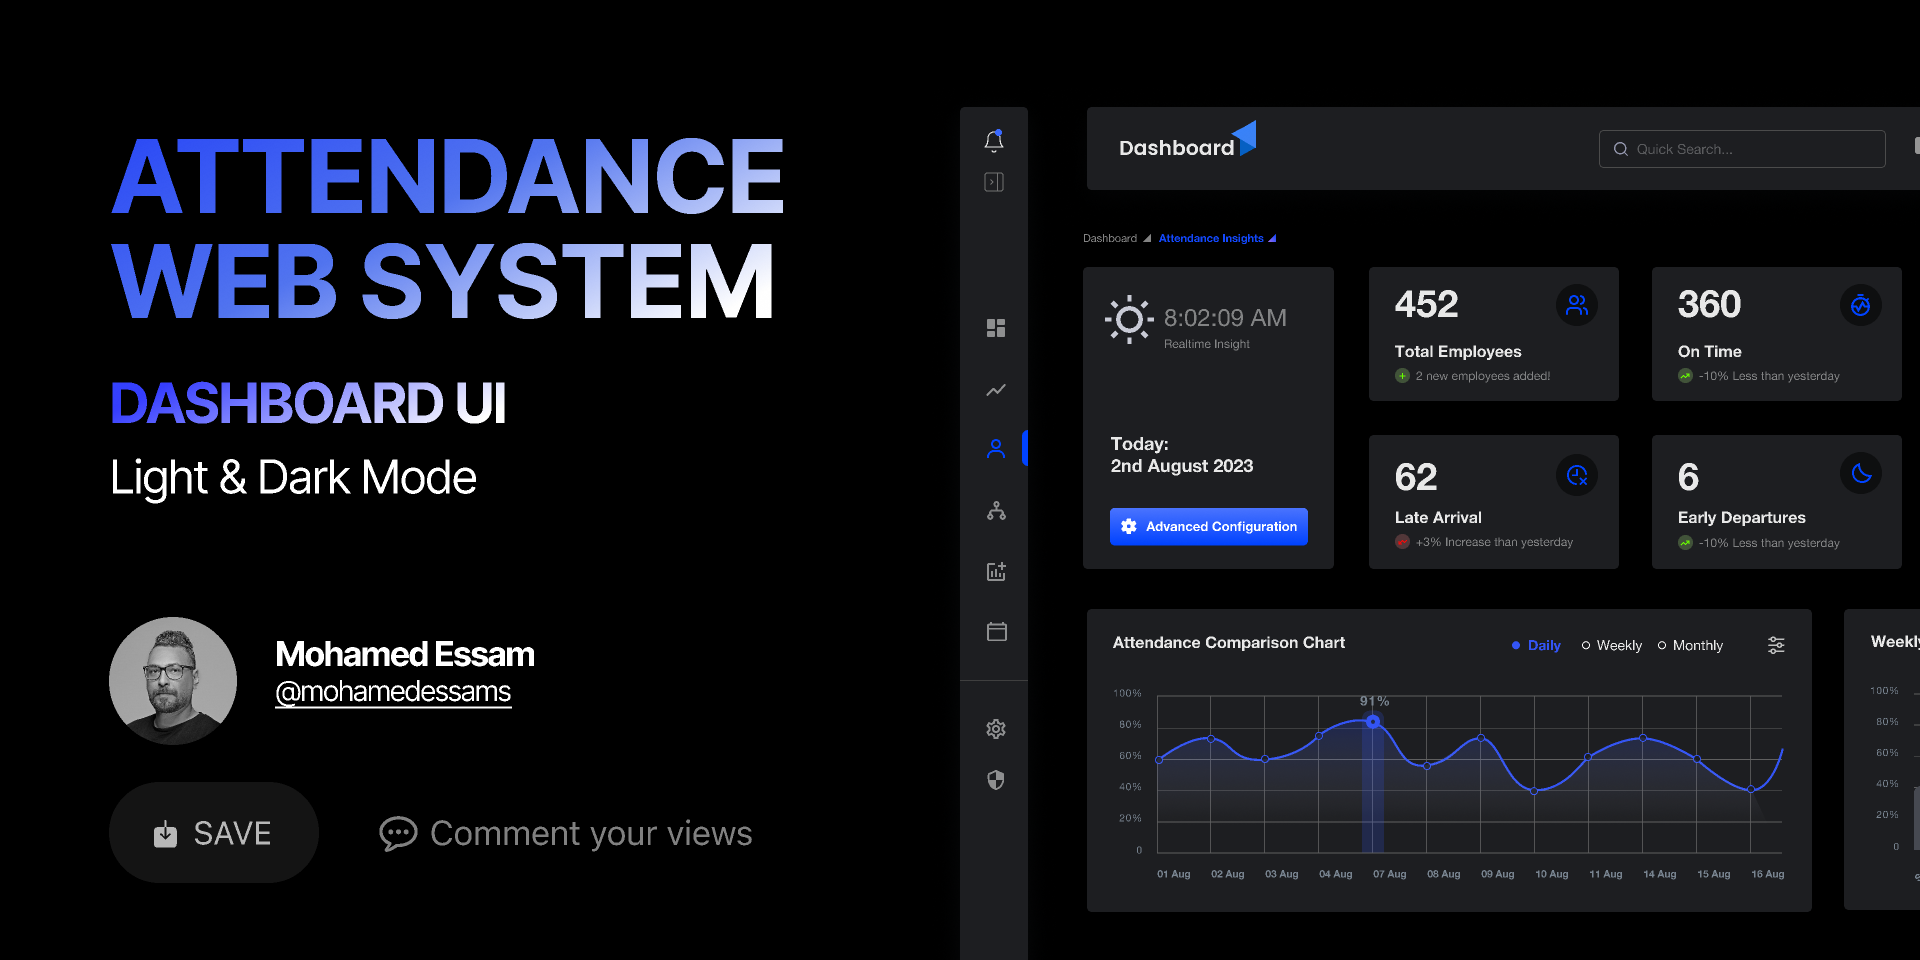 ATTENDANCE
WEB SYSTEM
DASHBOARD UI
Light & Dark Mode
Mohamed Essam
@mohamedessams
SAVE
Comment your views
Dashboard
Quick Search...
Dashboard
Attendance Insights
8:02:09 AM
Realtime Insight
Today:
2nd August 2023
Advanced Configuration
452
Total Employees
2 new employees added!
360
On Time
-10% Less than yesterday
62
Late Arrival
+3% Increase than yesterday
6
Early Departures
-10% Less than yesterday
Attendance Comparison Chart
Daily
Weekly
Monthly
91%
100%
80%
60%
40%
20%
0
01 Aug
02 Aug
03 Aug
04 Aug
07 Aug
08 Aug
09 Aug
10 Aug
11 Aug
14 Aug
15 Aug
16 Aug
Weekly
100%
80%
60%
40%
20%
0